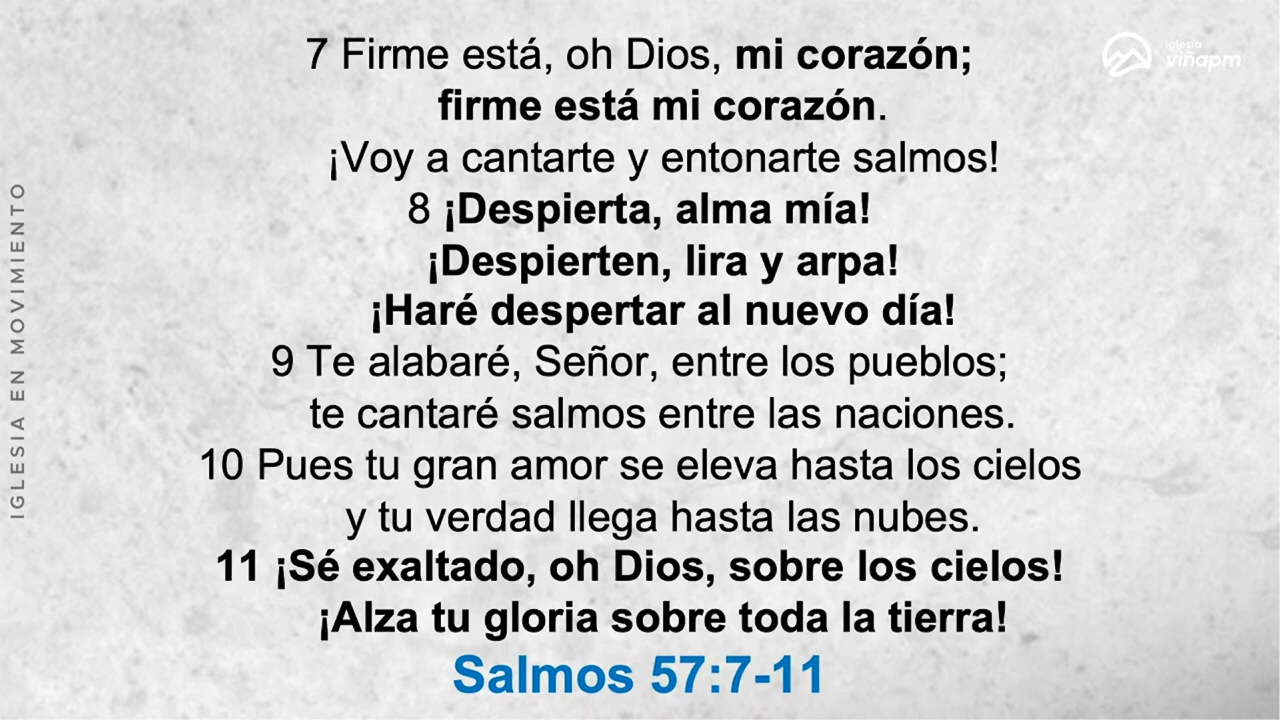 7 Firme está, oh Dios, mi corazón;
firme está mi corazón.
¡Voy a cantarte y entonarte salmos!
8 ¡Despierta, alma mía!
¡Despierten, lira y arpa!
¡Haré despertar al nuevo día!
9 Te alabaré, Señor, entre los pueblos;
te cantaré salmos entre las naciones.
10 Pues tu gran amor se eleva hasta los cielos
y tu verdad llega hasta las nubes.
11 ¡Sé exaltado, oh Dios, sobre los cielos!
¡Alza tu gloria sobre toda la tierra!
Salmos 57:7-11
iglesia
viñapm
IGLESIA EN MOVIMIENTO